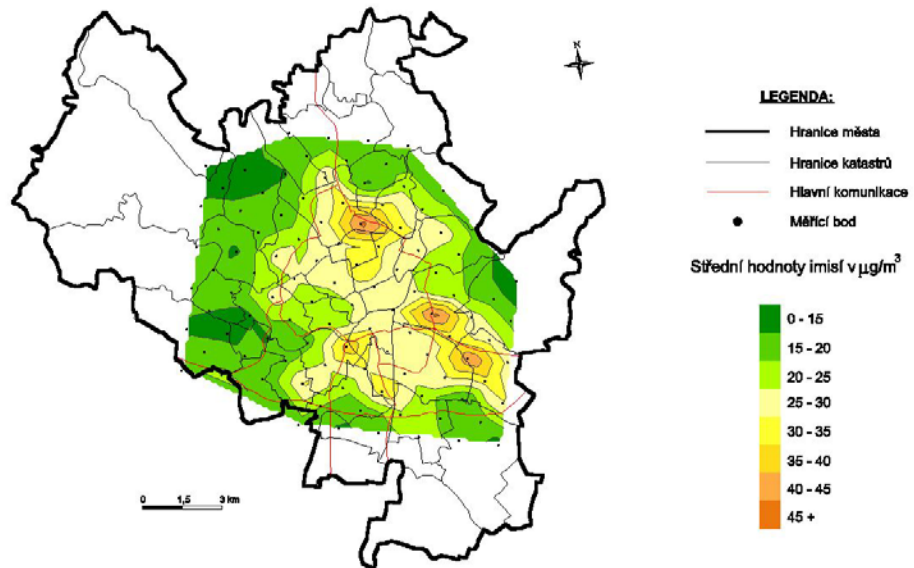 N
LEGENDA:
Hranice města
Hranice katastrů
Hlavní komunikace
Měřící bod
Střední hodnoty imisí v µg/m³
0 - 15
15 - 20
20 - 25
25 - 30
30 - 35
35 - 40
40 - 45
45 +
0 1,5 3 km